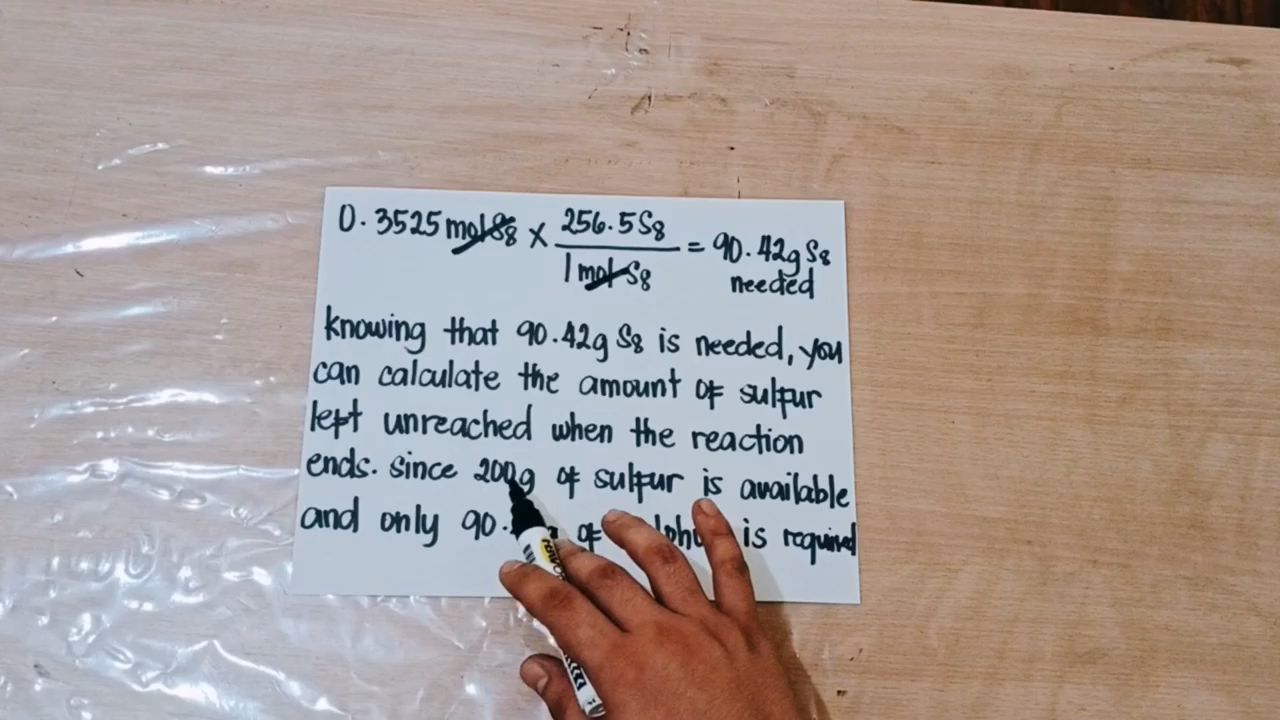 0.3525 mol S8 × 256.5 S8 / 1 mol S8 = 90.42g S8
needed
knowing that 90.42g S8 is needed, you
can calculate the amount of sulfur
left unreached when the reaction
ends. since 200g of sulfur is available
and only 90. of is required